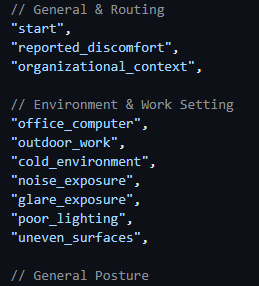 // General & Routing
"start",
"reported_discomfort",
"organizational_context",
// Environment & Work Setting
"office_computer",
"outdoor_work",
"cold_environment",
"noise_exposure",
"glare_exposure",
"poor_lighting",
"uneven_surfaces",
// General Posture